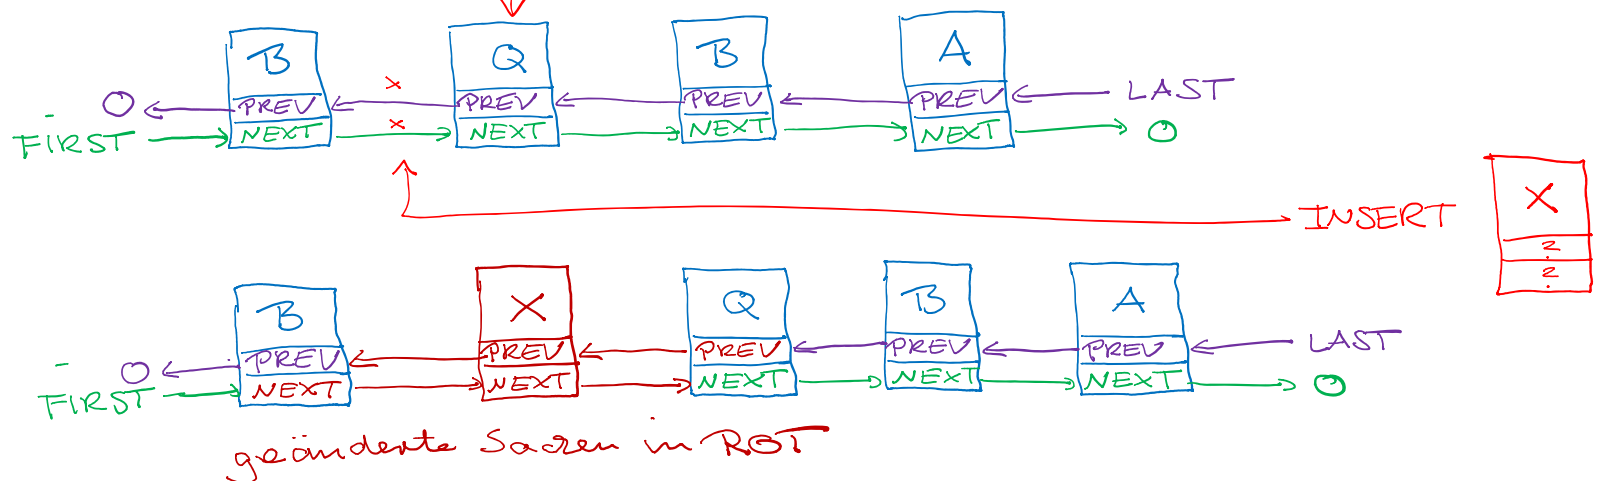 B Q B A
O PREV PREV PREV PREV LAST
FIRST NEXT NEXT NEXT NEXT O
x
x
INSERT X
?
?
B X Q B A
O PREV PREV PREV PREV PREV LAST
FIRST NEXT NEXT NEXT NEXT NEXT O
geänderte Sachen in ROT